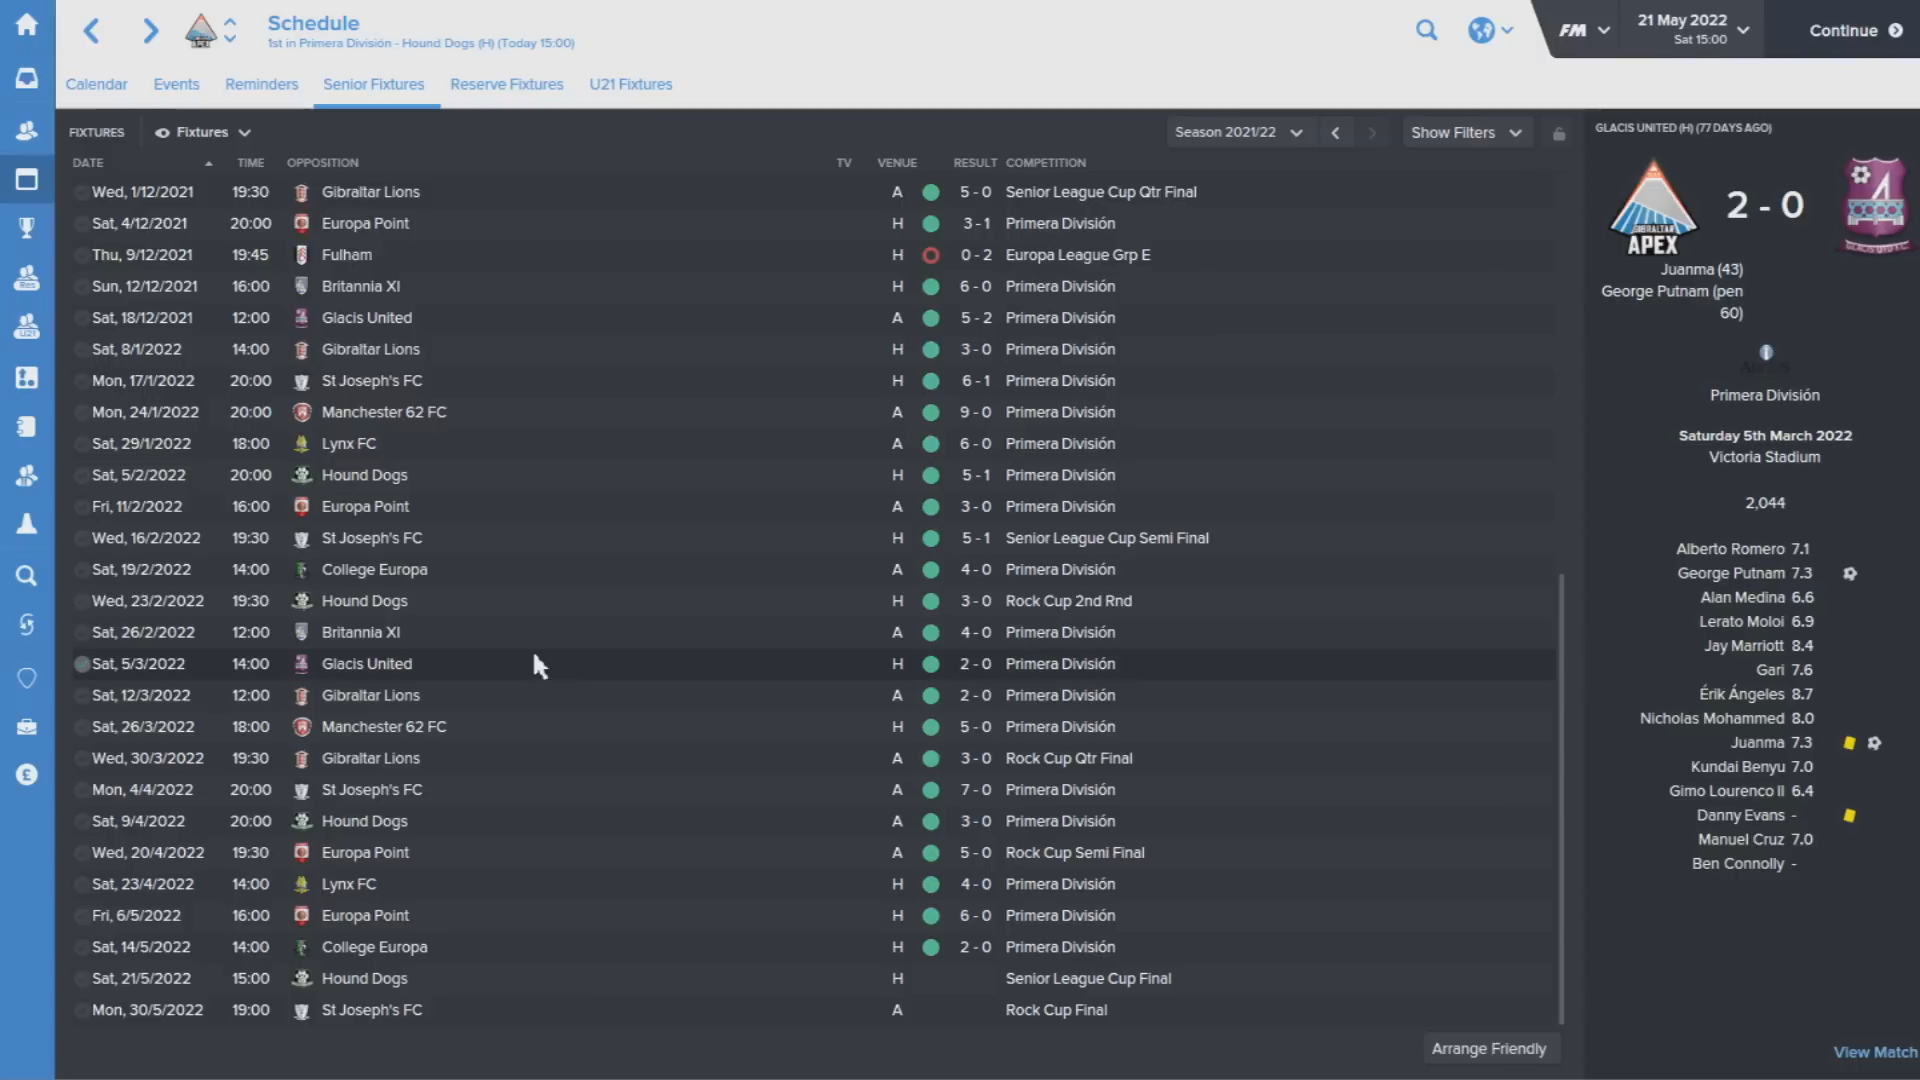 Schedule
1st in Primera División - Hound Dogs (H) (Today 15:00)
FM
21 May 2022
Sat 15:00
Continue
Calendar Events Reminders Senior Fixtures Reserve Fixtures U21 Fixtures
FIXTURES Fixtures Season 2021/22 Show Filters
DATE TIME OPPOSITION TV VENUE RESULT COMPETITION
Wed, 1/12/2021 19:30 Gibraltar Lions A 5 - 0 Senior League Cup Qtr Final
Sat, 4/12/2021 20:00 Europa Point H 3 - 1 Primera División
Thu, 9/12/2021 19:45 Fulham H 0 - 2 Europa League Grp E
Sun, 12/12/2021 16:00 Britannia XI H 6 - 0 Primera División
Sat, 18/12/2021 12:00 Glacis United A 5 - 2 Primera División
Sat, 8/1/2022 14:00 Gibraltar Lions H 3 - 0 Primera División
Mon, 17/1/2022 20:00 St Joseph's FC H 6 - 1 Primera División
Mon, 24/1/2022 20:00 Manchester 62 FC A 9 - 0 Primera División
Sat, 29/1/2022 18:00 Lynx FC A 6 - 0 Primera División
Sat, 5/2/2022 20:00 Hound Dogs H 5 - 1 Primera División
Fri, 11/2/2022 16:00 Europa Point A 3 - 0 Primera División
Wed, 16/2/2022 19:30 St Joseph's FC H 5 - 1 Senior League Cup Semi Final
Sat, 19/2/2022 14:00 College Europa A 4 - 0 Primera División
Wed, 23/2/2022 19:30 Hound Dogs H 3 - 0 Rock Cup 2nd Rnd
Sat, 26/2/2022 12:00 Britannia XI A 4 - 0 Primera División
Sat, 5/3/2022 14:00 Glacis United H 2 - 0 Primera División
Sat, 12/3/2022 12:00 Gibraltar Lions A 2 - 0 Primera División
Sat, 26/3/2022 18:00 Manchester 62 FC H 5 - 0 Primera División
Wed, 30/3/2022 19:30 Gibraltar Lions A 3 - 0 Rock Cup Qtr Final
Mon, 4/4/2022 20:00 St Joseph's FC A 7 - 0 Primera División
Sat, 9/4/2022 20:00 Hound Dogs A 3 - 0 Primera División
Wed, 20/4/2022 19:30 Europa Point A 5 - 0 Rock Cup Semi Final
Sat, 23/4/2022 14:00 Lynx FC H 4 - 0 Primera División
Fri, 6/5/2022 16:00 Europa Point H 6 - 0 Primera División
Sat, 14/5/2022 14:00 College Europa H 2 - 0 Primera División
Sat, 21/5/2022 15:00 Hound Dogs H Senior League Cup Final
Mon, 30/5/2022 19:00 St Joseph's FC A Rock Cup Final
Arrange Friendly
GLACIS UNITED (H) (77 DAYS AGO)
GIBRALTAR
APEX
2 - 0
GLACIS UTD F.C.
Juanma (43)
George Putnam (pen
60)
Primera División
Saturday 5th March 2022
Victoria Stadium
2,044
Alberto Romero 7.1
George Putnam 7.3
Alan Medina 6.6
Lerato Moloi 6.9
Jay Marriott 8.4
Gari 7.6
Érik Ángeles 8.7
Nicholas Mohammed 8.0
Juanma 7.3
Kundai Benyu 7.0
Gimo Lourenco II 6.4
Danny Evans -
Manuel Cruz 7.0
Ben Connolly -
View Match
Res
U21